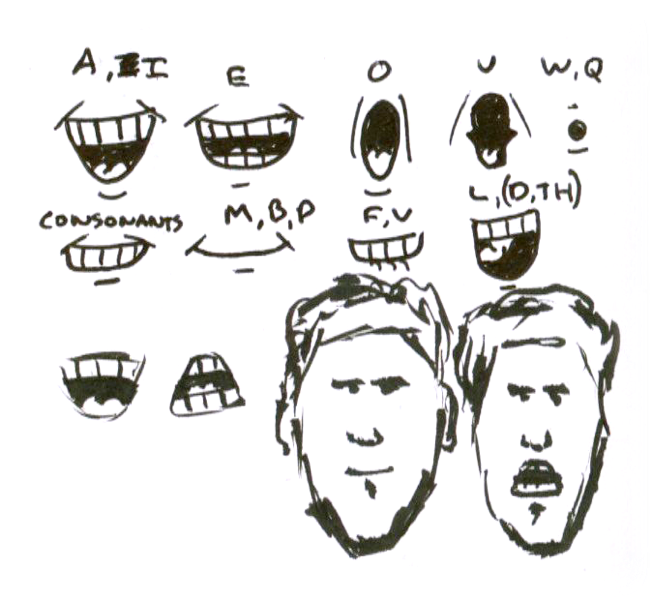 A, I
E
O
U
W, Q
CONSONANTS
M, B, P
F, V
L, (D, TH)